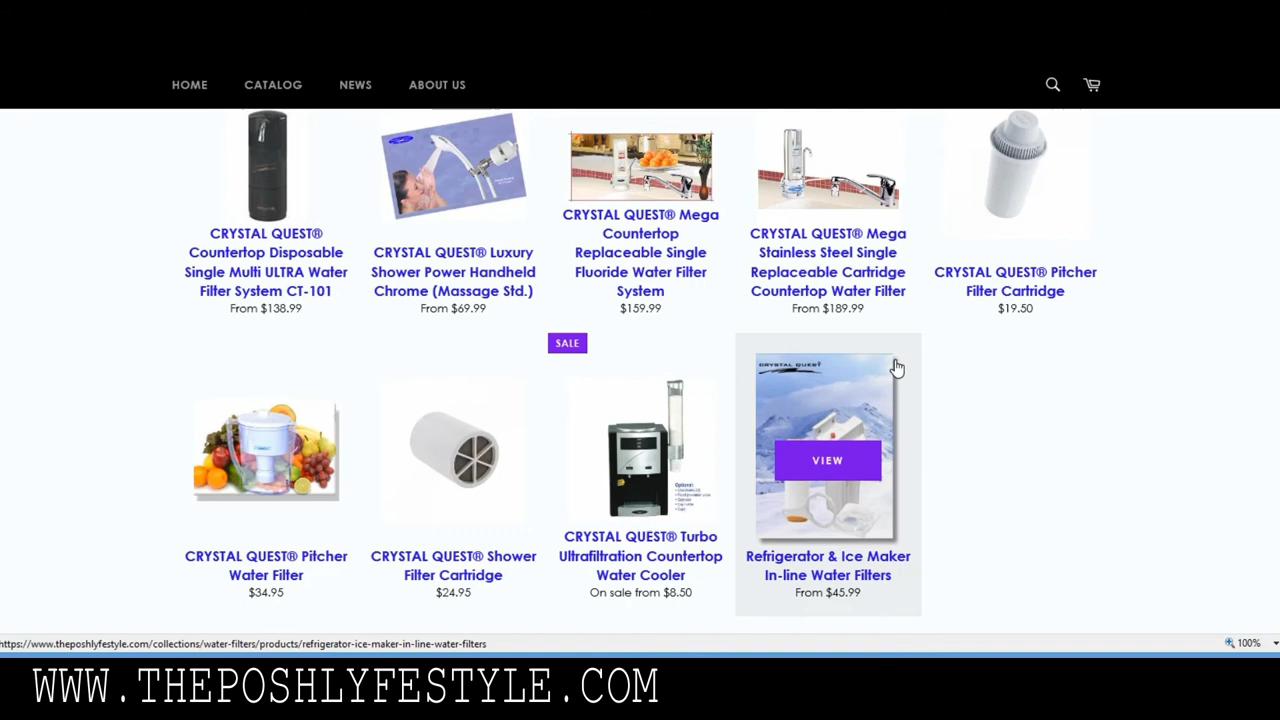 HOME CATALOG NEWS ABOUT US
CRYSTAL QUEST®
Countertop Disposable
Single Multi ULTRA Water
Filter System CT-101
From $138.99
CRYSTAL QUEST® Luxury
Shower Power Handheld
Chrome (Massage Std.)
From $69.99
CRYSTAL QUEST® Mega
Countertop
Replaceable Single
Fluoride Water Filter
System
$159.99
CRYSTAL QUEST® Mega
Stainless Steel Single
Replaceable Cartridge
Countertop Water Filter
From $189.99
CRYSTAL QUEST® Pitcher
Filter Cartridge
$19.50
CRYSTAL QUEST® Pitcher
Water Filter
$34.95
CRYSTAL QUEST® Shower
Filter Cartridge
$24.95
SALE
Optional:
CRYSTAL QUEST® Turbo
Ultrafiltration Countertop
Water Cooler
On sale from $8.50
CRYSTAL QUEST
VIEW
Refrigerator & Ice Maker
In-line Water Filters
From $45.99
https://www.theposhlyfestyle.com/collections/water-filters/products/refrigerator-ice-maker-in-line-water-filters
100%
WWW.THEPOSHLYFESTYLE.COM